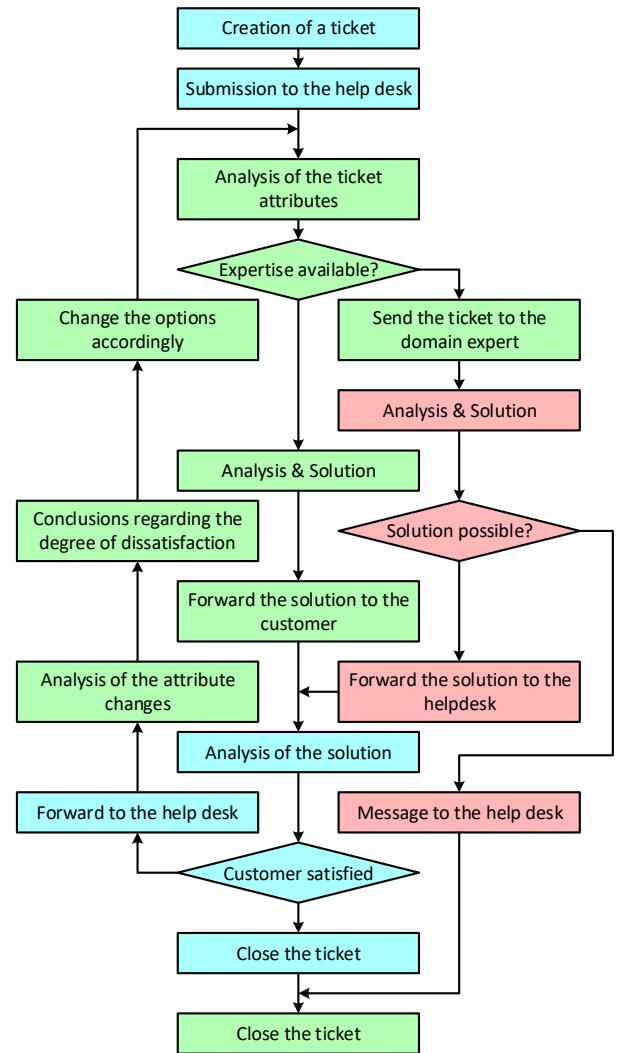 Creation of a ticket
Submission to the help desk
Analysis of the ticket
attributes
Expertise available?
Change the options
accordingly
Send the ticket to the
domain expert
Analysis & Solution
Analysis & Solution
Conclusions regarding the
degree of dissatisfaction
Solution possible?
Forward the solution to the
customer
Analysis of the attribute
changes
Forward the solution to the
helpdesk
Analysis of the solution
Forward to the help desk
Message to the help desk
Customer satisfied
Close the ticket
Close the ticket